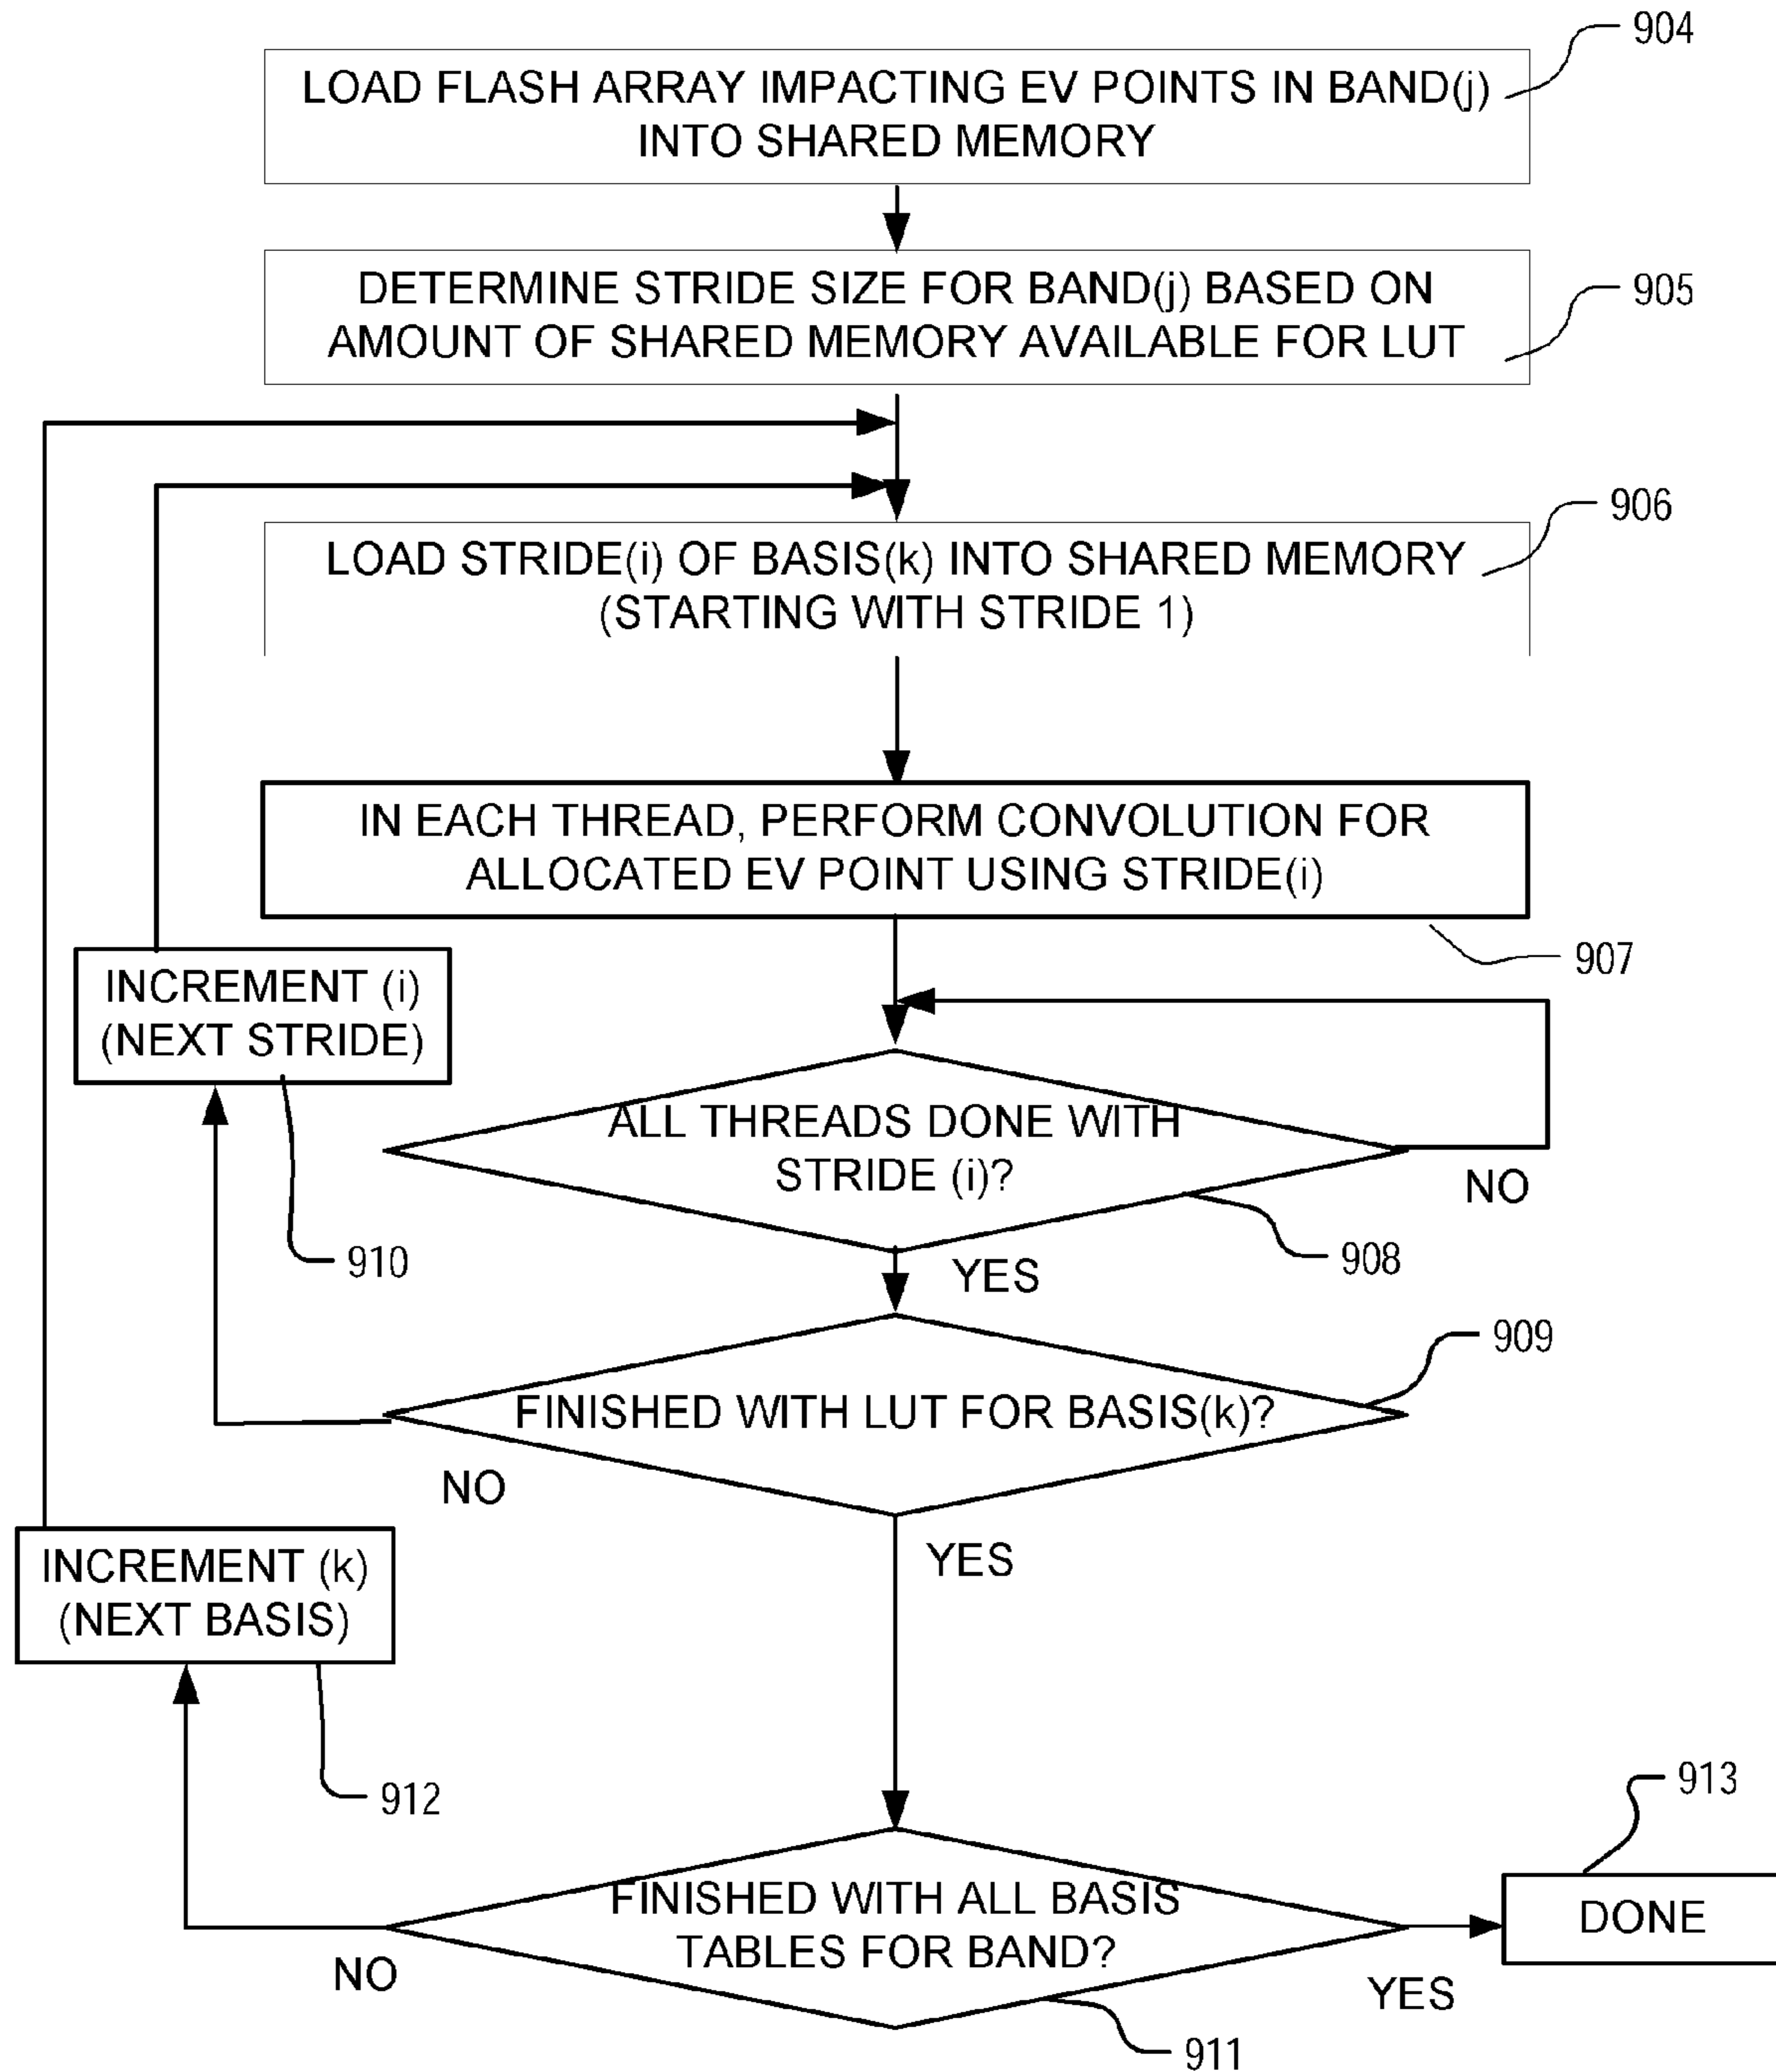 904
LOAD FLASH ARRAY IMPACTING EV POINTS IN BAND(j)
INTO SHARED MEMORY
DETERMINE STRIDE SIZE FOR BAND(j) BASED ON
AMOUNT OF SHARED MEMORY AVAILABLE FOR LUT
905
906
LOAD STRIDE(i) OF BASIS(k) INTO SHARED MEMORY
(STARTING WITH STRIDE 1)
IN EACH THREAD, PERFORM CONVOLUTION FOR
ALLOCATED EV POINT USING STRIDE(i)
907
INCREMENT (i)
(NEXT STRIDE)
910
ALL THREADS DONE WITH
STRIDE (i)?
NO
908
YES
909
FINISHED WITH LUT FOR BASIS(k)?
NO
YES
INCREMENT (k)
(NEXT BASIS)
912
913
FINISHED WITH ALL BASIS
TABLES FOR BAND?
DONE
NO
YES
911